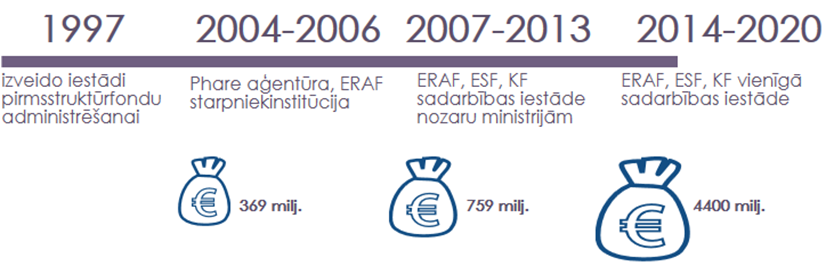 1997
izveido iestādi
pirmsstruktūrfondu
administrēšanai
2004-2006
Phare aģentūra, ERAF
starpniekinstitūcija
€ 369 milj.
2007-2013
ERAF, ESF, KF
sadarbības iestāde
nozaru ministrijām
€ 759 milj.
2014-2020
ERAF, ESF, KF vienīgā
sadarbības iestāde
€ 4400 milj.